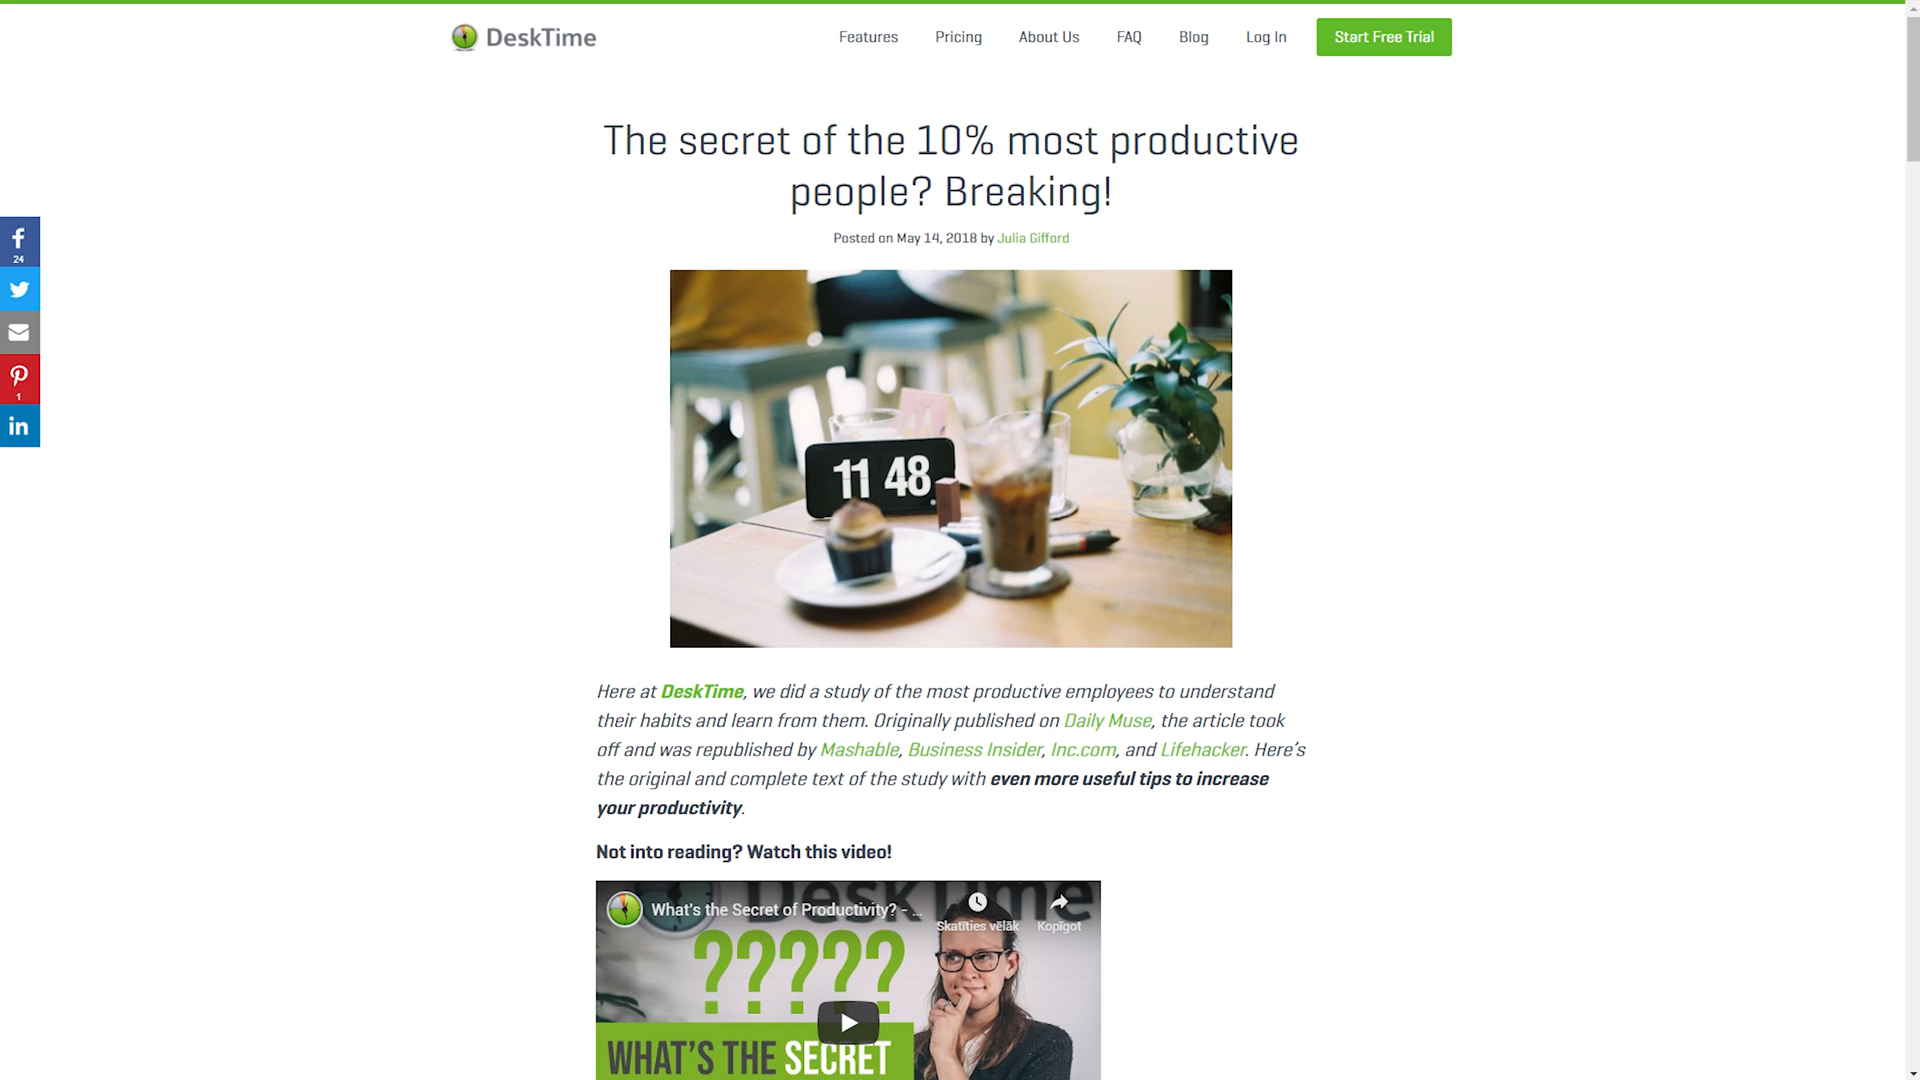 DeskTime
Features
Pricing
About Us
FAQ
Blog
Log In
Start Free Trial
The secret of the 10% most productive
people? Breaking!
Posted on May 14, 2018 by Julia Gifford
24
1
11 48
Here at DeskTime, we did a study of the most productive employees to understand
their habits and learn from them. Originally published on Daily Muse, the article took
off and was republished by Mashable, Business Insider, Inc.com, and Lifehacker. Here's
the original and complete text of the study with even more useful tips to increase
your productivity.
Not into reading? Watch this video!
DeskTime
What's the Secret of Productivity? - ...
Skatīties vēlāk
Kopīgot
?????
WHAT'S THE SECRET